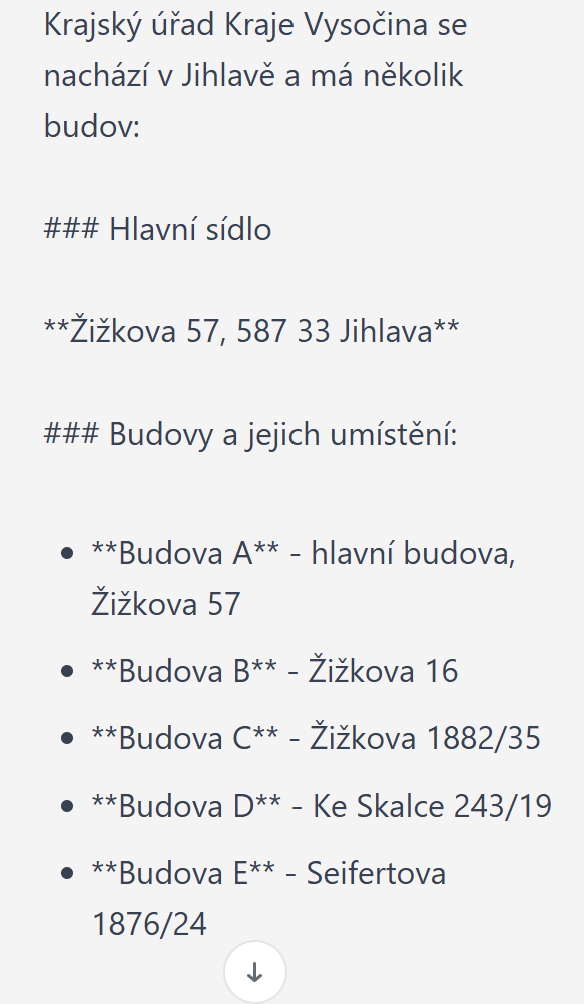 Krajský úřad Kraje Vysočina se
nachází v Jihlavě a má několik
budov:
### Hlavní sídlo
**Žižkova 57, 587 33 Jihlava**
### Budovy a jejich umístění:
• **Budova A** - hlavní budova,
Žižkova 57
• **Budova B** - Žižkova 16
• **Budova C** - Žižkova 1882/35
• **Budova D** - Ke Skalce 243/19
• **Budova E** - Seifertova
1876/24